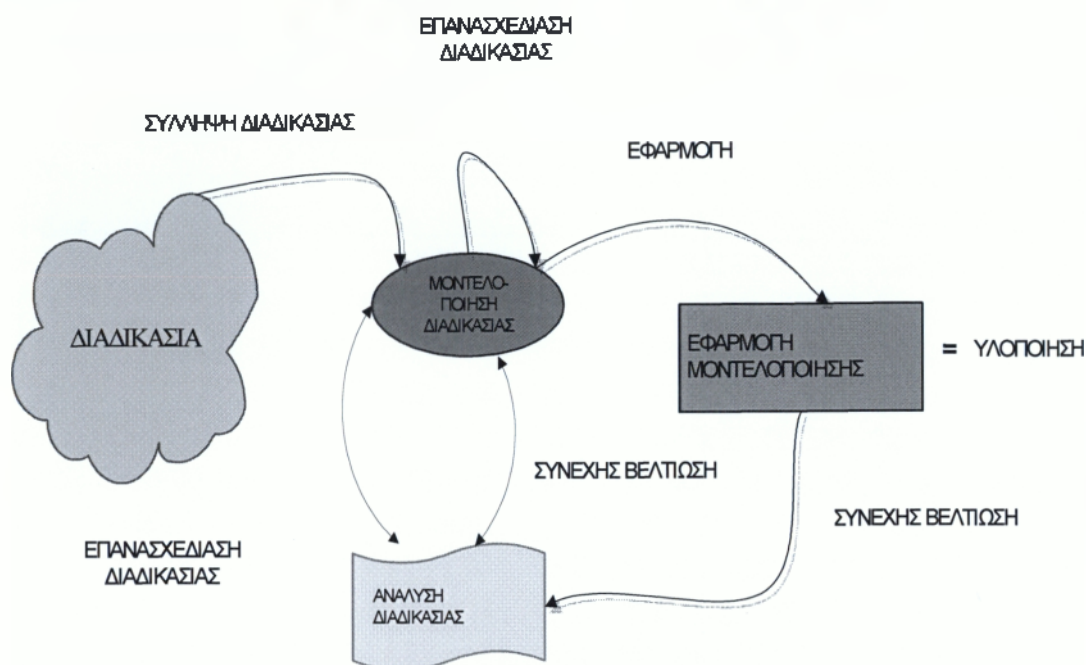 ΕΠΑΝΑΣΧΕΔΙΑΣΗ
ΔΙΑΔΙΚΑΣΙΑΣ
ΣΥΛΛΗΨΗ ΔΙΑΔΙΚΑΣΙΑΣ
ΕΦΑΡΜΟΓΗ
ΜΟΝΤΕΛΟ-
ΠΟΙΗΣΗ
ΔΙΑΔΙΚΑΣΙΑΣ
ΔΙΑΔΙΚΑΣΙΑ
ΕΦΑΡΜΟΓΗ
ΜΟΝΤΕΛΟΠΟΙΗΣΗΣ
= ΥΛΟΠΟΙΗΣΗ
ΣΥΝΕΧΗΣ ΒΕΛΤΙΩΣΗ
ΣΥΝΕΧΗΣ ΒΕΛΤΙΩΣΗ
ΕΠΑΝΑΣΧΕΔΙΑΣΗ
ΔΙΑΔΙΚΑΣΙΑΣ
ΑΝΑΛΥΣΗ
ΔΙΑΔΙΚΑΣΙΑΣ